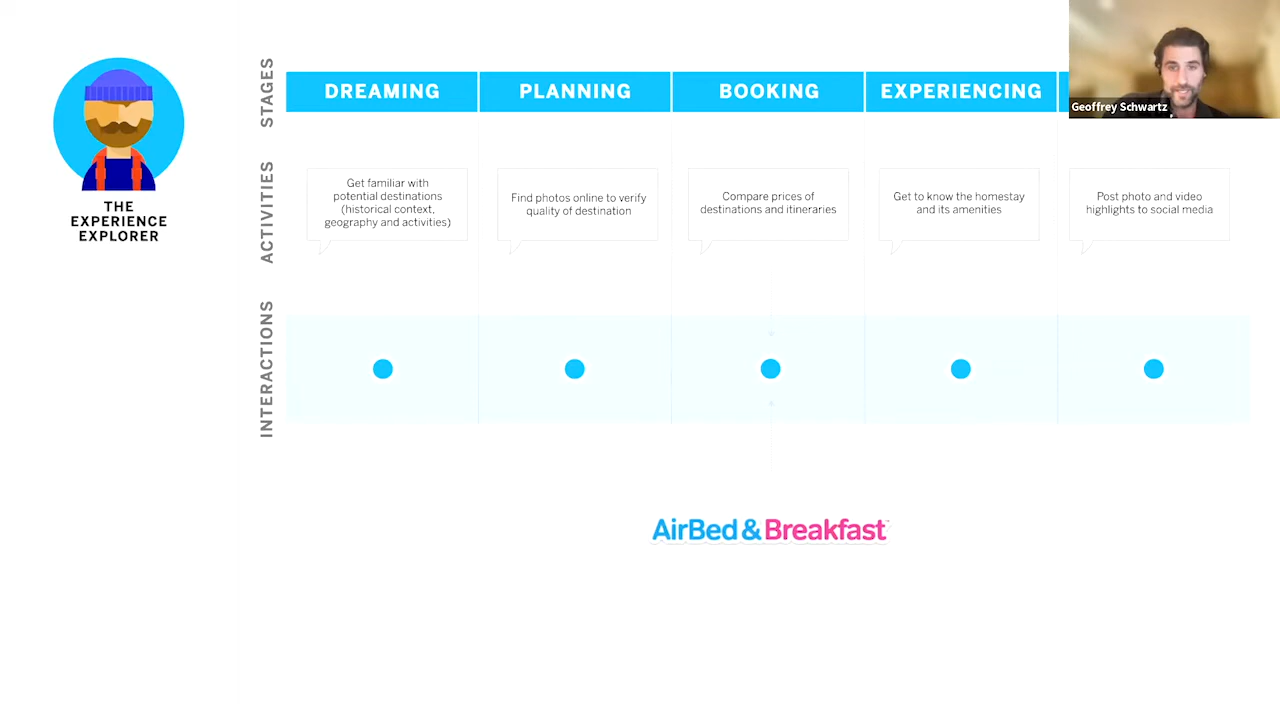 THE
EXPERIENCE
EXPLORER
STAGES
DREAMING
PLANNING
BOOKING
EXPERIENCING
Geoffrey Schwartz
ACTIVITIES
Get familiar with
potential destinations
(historical context,
geography and activities)
Find photos online to verify
quality of destination
Compare prices of
destinations and itineraries
Get to know the homestay
and its amenities
Post photo and video
highlights to social media
INTERACTIONS
AirBed & Breakfast